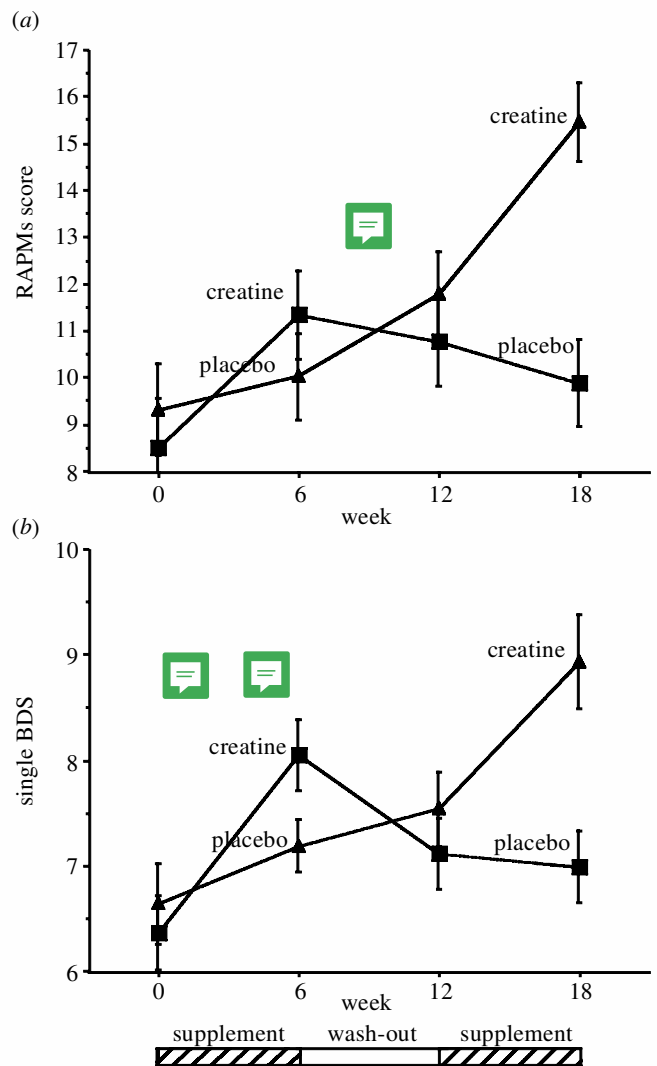 (a)
17
16
creatine
15
14
RAPMs score
13
12
creatine
11
placebo
placebo
10
9
8
0
6
12
18
week
(b)
10
creatine
9
single BDS
creatine
8
placebo
placebo
7
6
0
6
12
18
week
supplement
wash-out
supplement